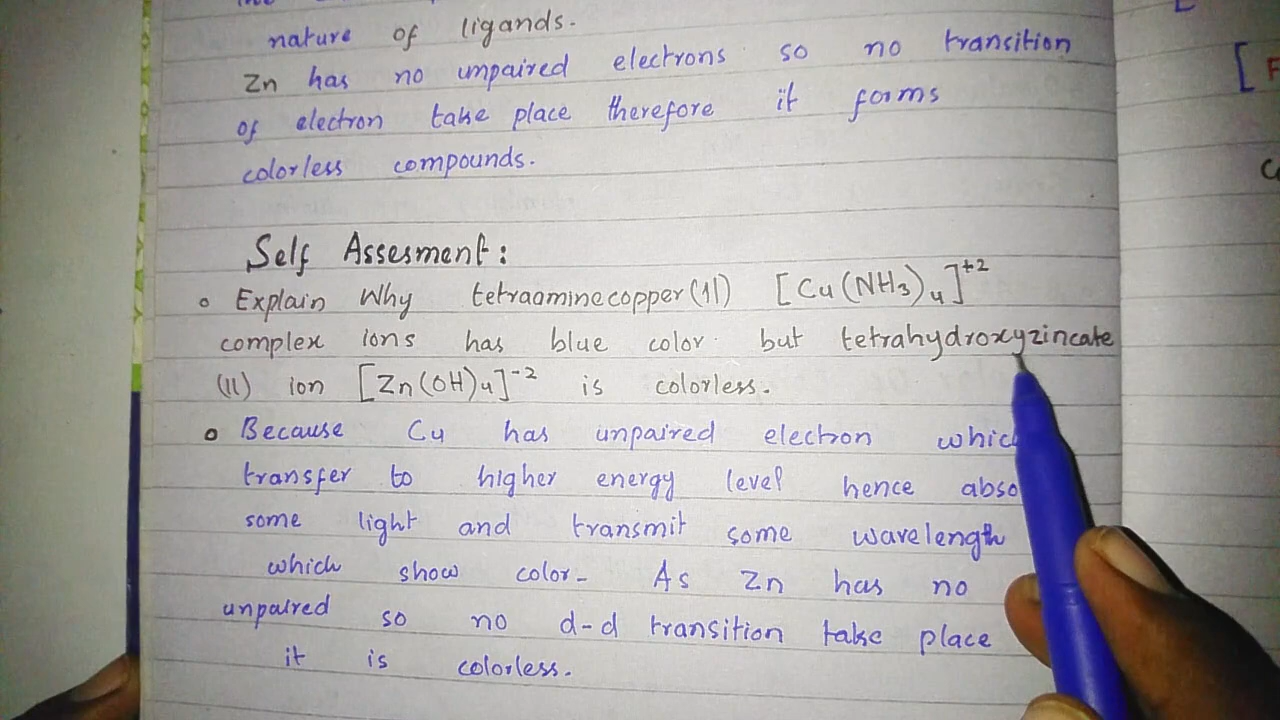 nature of ligands.
Zn has no unpaired electrons so no transition
of electron take place therefore it forms
colorless compounds.
Self Assesment:
Explain Why tetraaminecopper(II) [Cu(NH3)4]+2
complex ions has blue color but tetrahydroxyzincate
(II) ion [Zn(OH)4]-2 is colorless.
Because Cu has unpaired electron whic
transfer to higher energy level hence abso
some light and transmit some wavelength
which show color. As Zn has no
unpaired so no d-d transition take place
it is colorless.